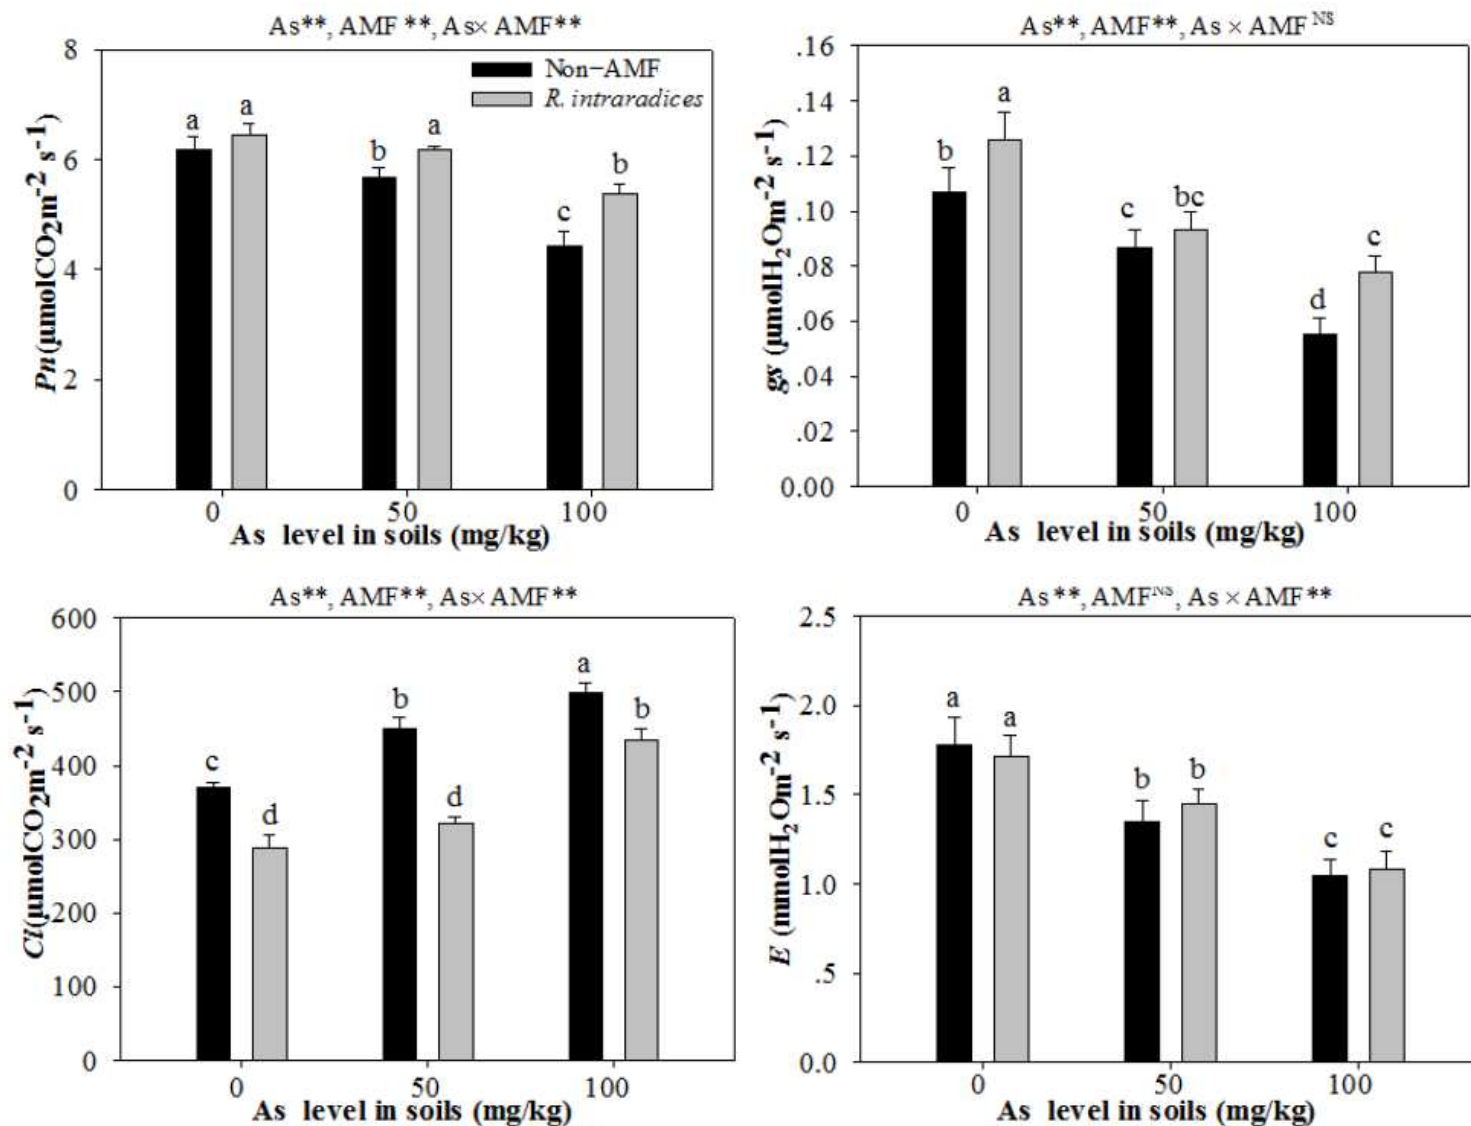 As**, AMF **, As× AMF**
8
6
4
2
0
Pn(µmolCO2m-2 s-1)
Non−AMF
R. intraradices
a
a
b
a
c
b
0
50
100
As level in soils (mg/kg)
As**, AMF**, As × AMF NS
.16
.14
.12
.10
.08
.06
.04
.02
0.00
gs (µmolH2Om-2 s-1)
b
a
c
bc
d
c
0
50
100
As level in soils (mg/kg)
As**, AMF**, As× AMF**
600
500
400
300
200
100
0
Ci(µmolCO2m-2 s-1)
c
d
b
d
a
b
0
50
100
As level in soils (mg/kg)
As**, AMFNS, As × AMF**
2.5
2.0
1.5
1.0
.5
0.0
E (mmolH2Om-2 s-1)
a
a
b
b
c
c
0
50
100
As level in soils (mg/kg)